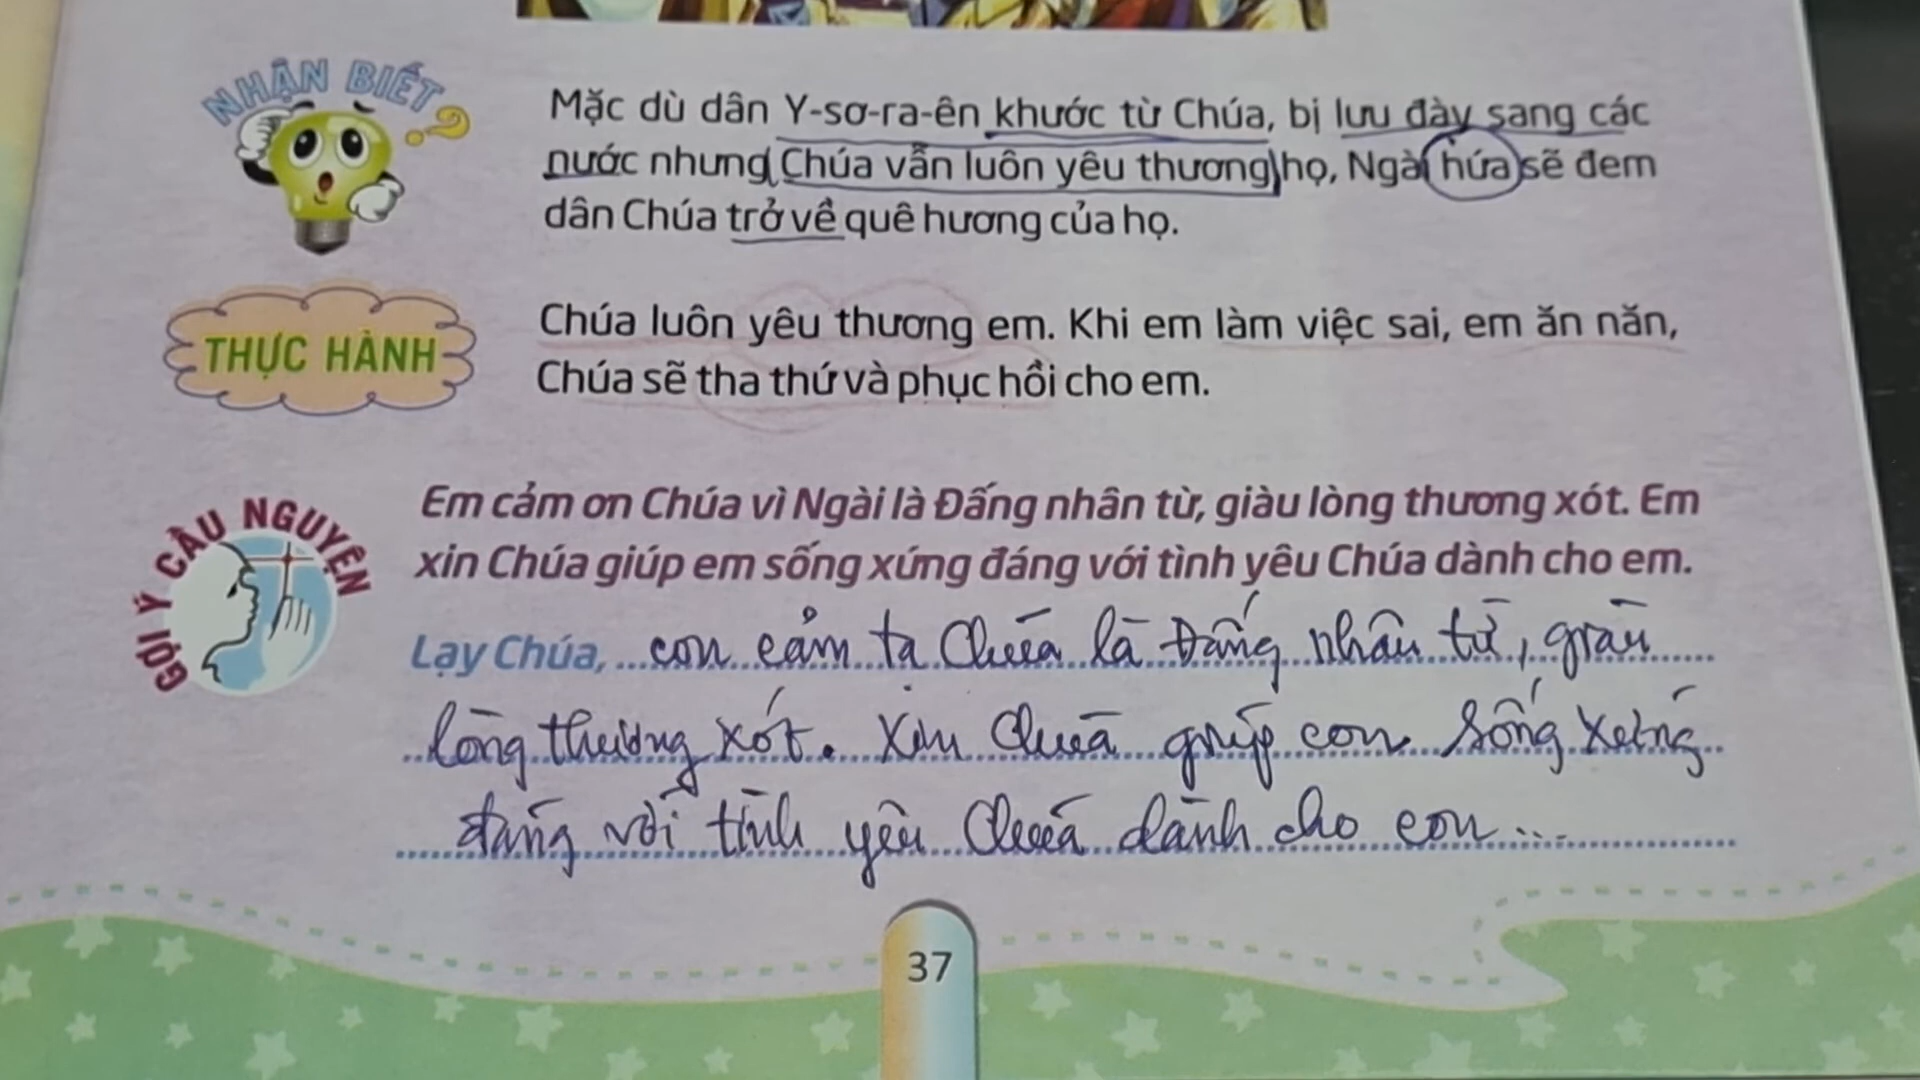 NHẬN BIẾT?
Mặc dù dân Y-sơ-ra-ên khước từ Chúa, bị lưu đày sang các
nước nhưng Chúa vẫn luôn yêu thương họ, Ngài hứa sẽ đem
dân Chúa trở về quê hương của họ.
THỰC HÀNH
Chúa luôn yêu thương em. Khi em làm việc sai, em ăn năn,
Chúa sẽ tha thứ và phục hồi cho em.
GỢI Ý CẦU NGUYỆN
Em cảm ơn Chúa vì Ngài là Đấng nhân từ, giàu lòng thương xót. Em
xin Chúa giúp em sống xứng đáng với tình yêu Chúa dành cho em.
Lạy Chúa, con cảm tạ Chúa là Đấng nhân từ, giàu
lòng thương xót. Xin Chúa giúp con sống xứng
đáng với tình yêu Chúa dành cho con...
37